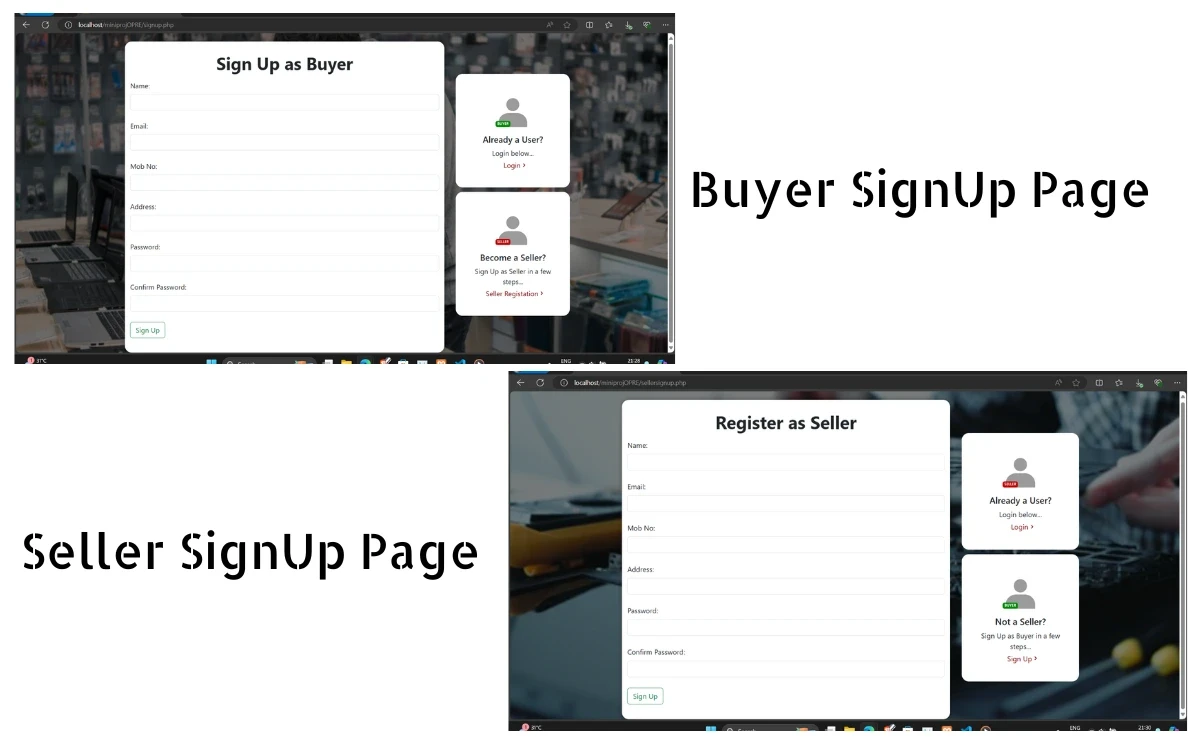 localhost/miniprojOPRE/signup.php
Sign Up as Buyer
Name:
Email:
Mob No:
Address:
Password:
Confirm Password:
Sign Up
BUYER
Already a User?
Login below...
Login >
SELLER
Become a Seller?
Sign Up as Seller in a few
steps...
Seller Registation >
31°C
Search
ENG
21:28
Buyer SignUp Page
Seller SignUp Page
localhost/miniprojOPRE/sellersignup.php
Register as Seller
Name:
Email:
Mob No:
Address:
Password:
Confirm Password:
Sign Up
SELLER
Already a User?
Login below...
Login >
BUYER
Not a Seller?
Sign Up as Buyer in a few
steps...
Sign Up >
31°C
Search
ENG
21:30